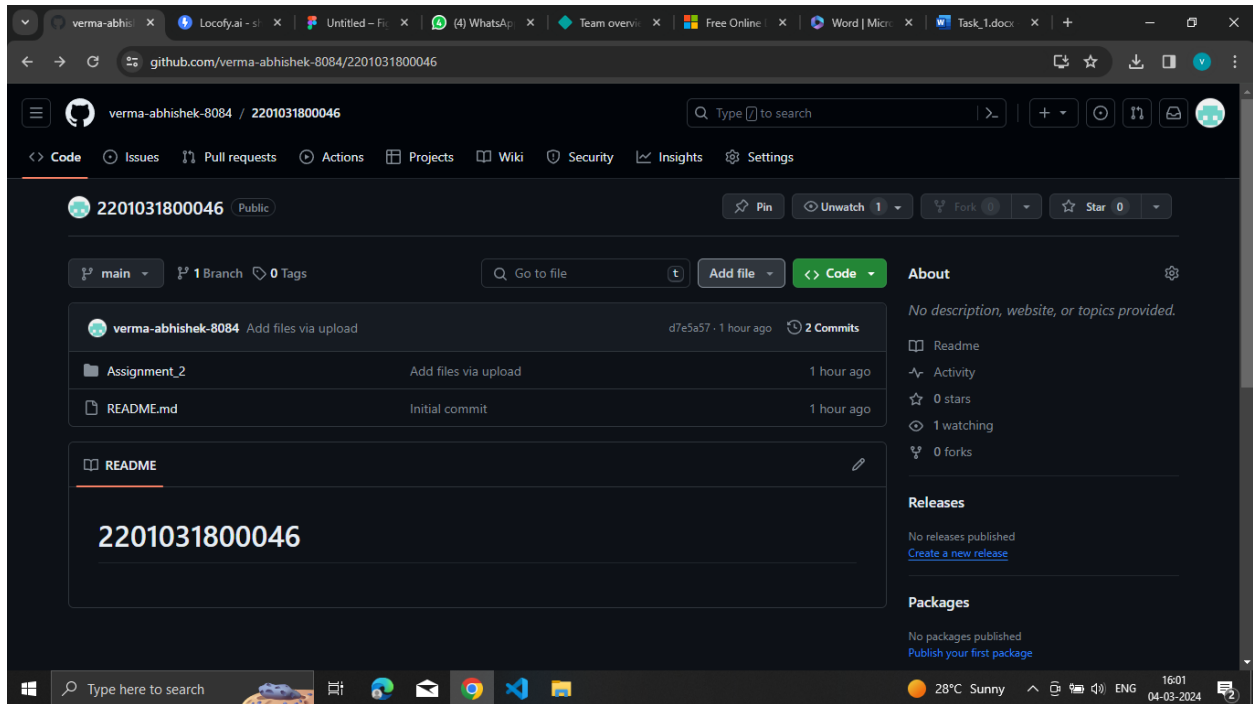 verma-abhisl
Locofy.ai - sh
Untitled – Fig
(4) WhatsAp
Team overvie
Free Online
Word | Micro
Task_1.docx
github.com/verma-abhishek-8084/2201031800046
verma-abhishek-8084 / 2201031800046
Type / to search
Code Issues Pull requests Actions Projects Wiki Security Insights Settings
2201031800046 Public
Pin Unwatch 1 Fork 0 Star 0
main 1 Branch 0 Tags
Go to file t Add file <> Code
verma-abhishek-8084 Add files via upload d7e5a57 · 1 hour ago 2 Commits
Assignment_2 Add files via upload 1 hour ago
README.md Initial commit 1 hour ago
README
2201031800046
About
No description, website, or topics provided.
Readme
Activity
0 stars
1 watching
0 forks
Releases
No releases published
Create a new release
Packages
No packages published
Publish your first package
Type here to search
28°C Sunny
ENG
16:01
04-03-2024
2